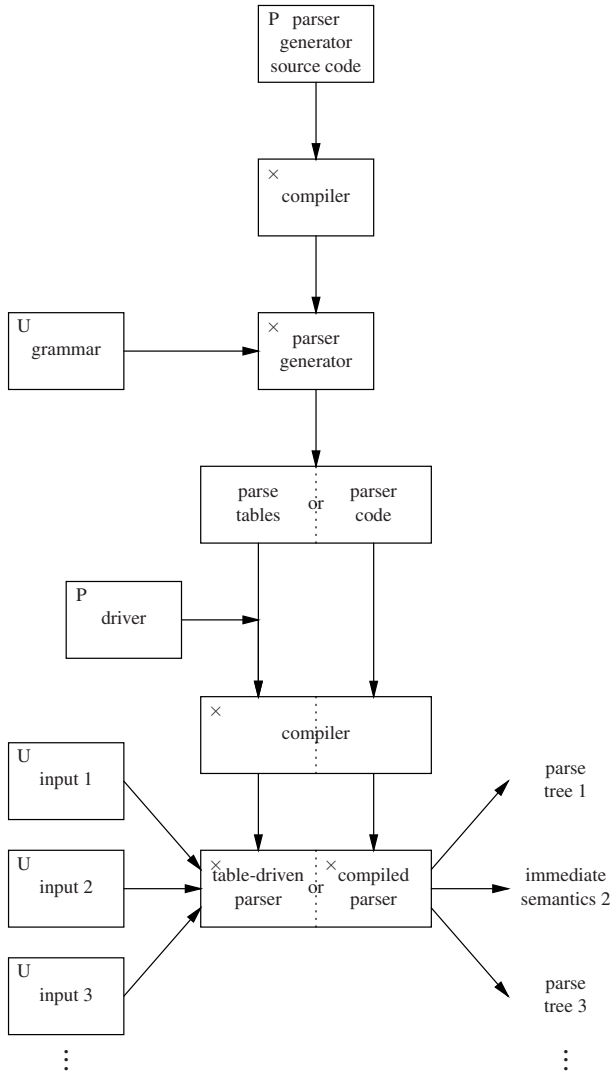 P parser
generator
source code
×
compiler
U
grammar
×
parser
generator
parse
tables
or
parser
code
P
driver
×
compiler
U
input 1
parse
tree 1
U
input 2
×
table-driven
parser
or
×
compiled
parser
immediate
semantics 2
U
input 3
parse
tree 3
⋮
⋮